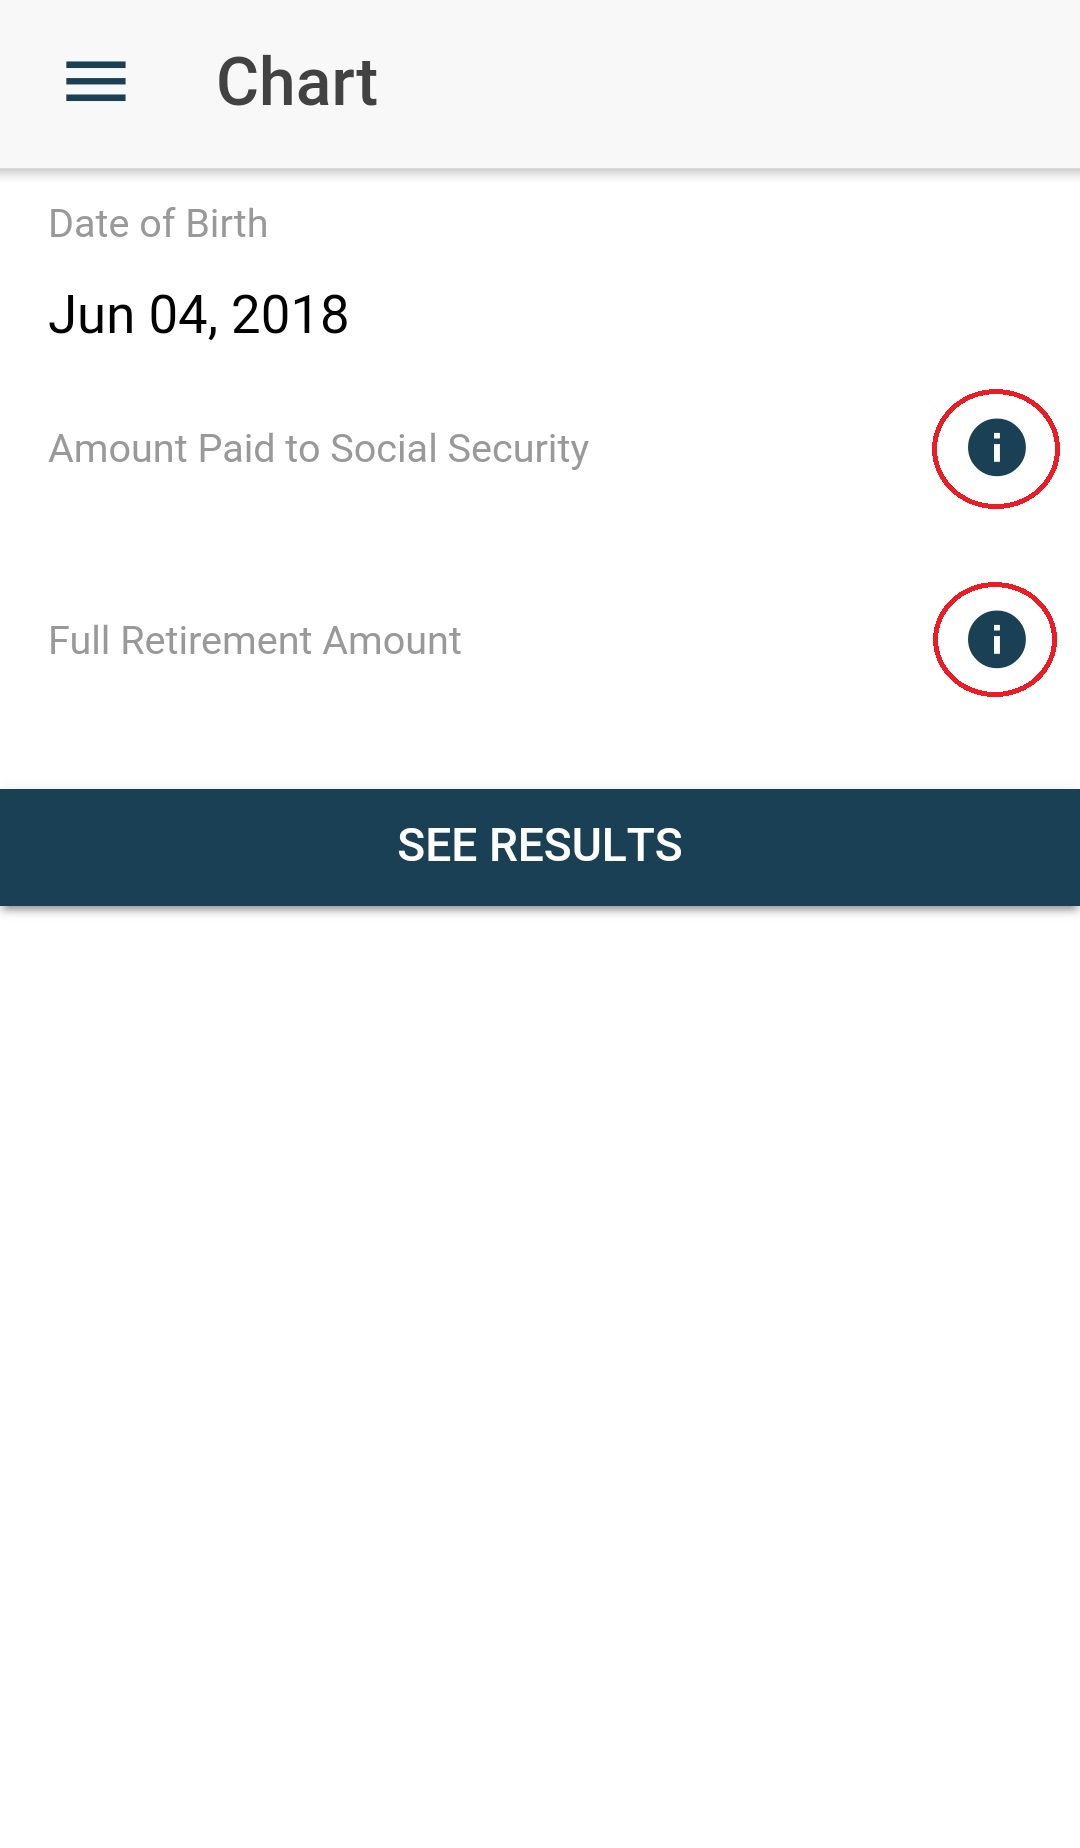 Chart
Date of Birth
Jun 04, 2018
Amount Paid to Social Security
Full Retirement Amount
SEE RESULTS